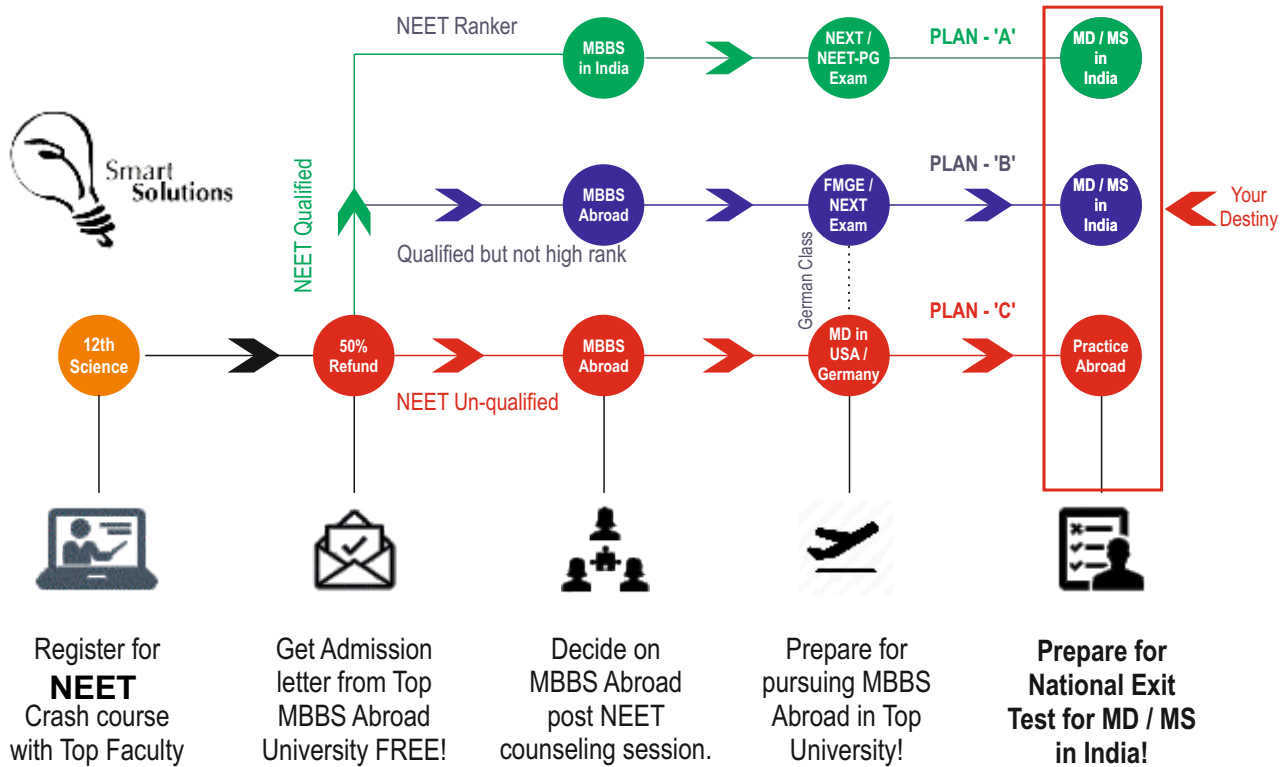 NEET Ranker
MBBS
in India
NEXT /
NEET-PG
Exam
PLAN - 'A'
MD / MS
in
India
Smart
Solutions
NEET Qualified
MBBS
Abroad
FMGE /
NEXT
Exam
PLAN - 'B'
MD / MS
in
India
Your
Destiny
Qualified but not high rank
German Class
12th
Science
50%
Refund
MBBS
Abroad
MD in
USA /
Germany
PLAN - 'C'
Practice
Abroad
NEET Un-qualified
Register for
NEET
Crash course
with Top Faculty
Get Admission
letter from Top
MBBS Abroad
University FREE!
Decide on
MBBS Abroad
post NEET
counseling session.
Prepare for
pursuing MBBS
Abroad in Top
University!
Prepare for
National Exit
Test for MD / MS
in India!